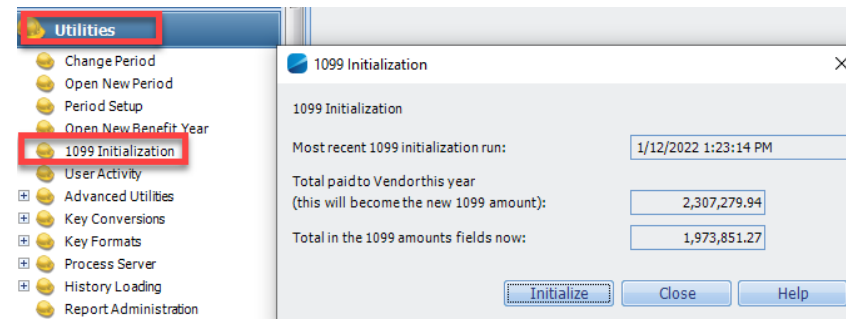 Utilities
Change Period
Open New Period
Period Setup
Open New Benefit Year
1099 Initialization
User Activity
Advanced Utilities
Key Conversions
Key Formats
Process Server
History Loading
Report Administration
1099 Initialization
1099 Initialization
Most recent 1099 initialization run: 1/12/2022 1:23:14 PM
Total paid to Vendorthis year
(this will become the new 1099 amount): 2,307,279.94
Total in the 1099 amounts fields now: 1,973,851.27
Initialize Close Help